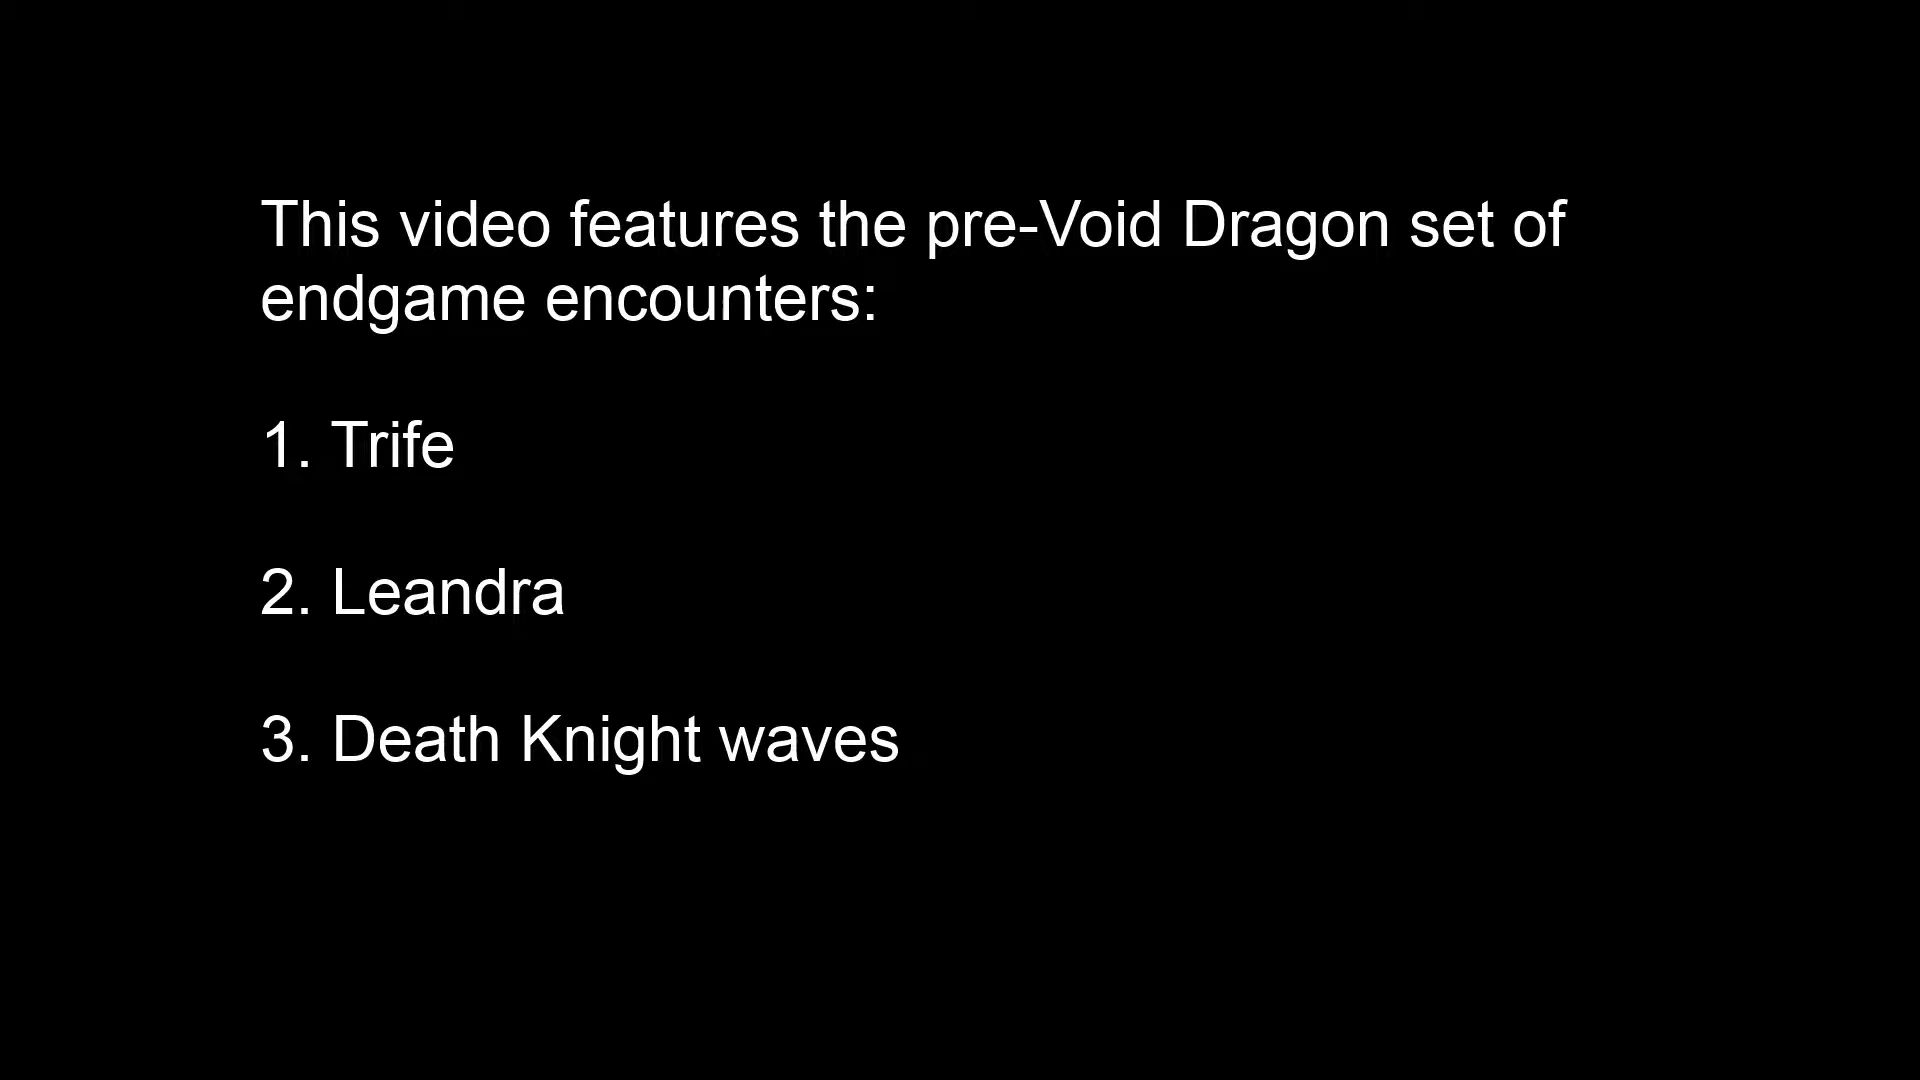 This video features the pre-Void Dragon set of
endgame encounters:
1. Trife
2. Leandra
3. Death Knight waves